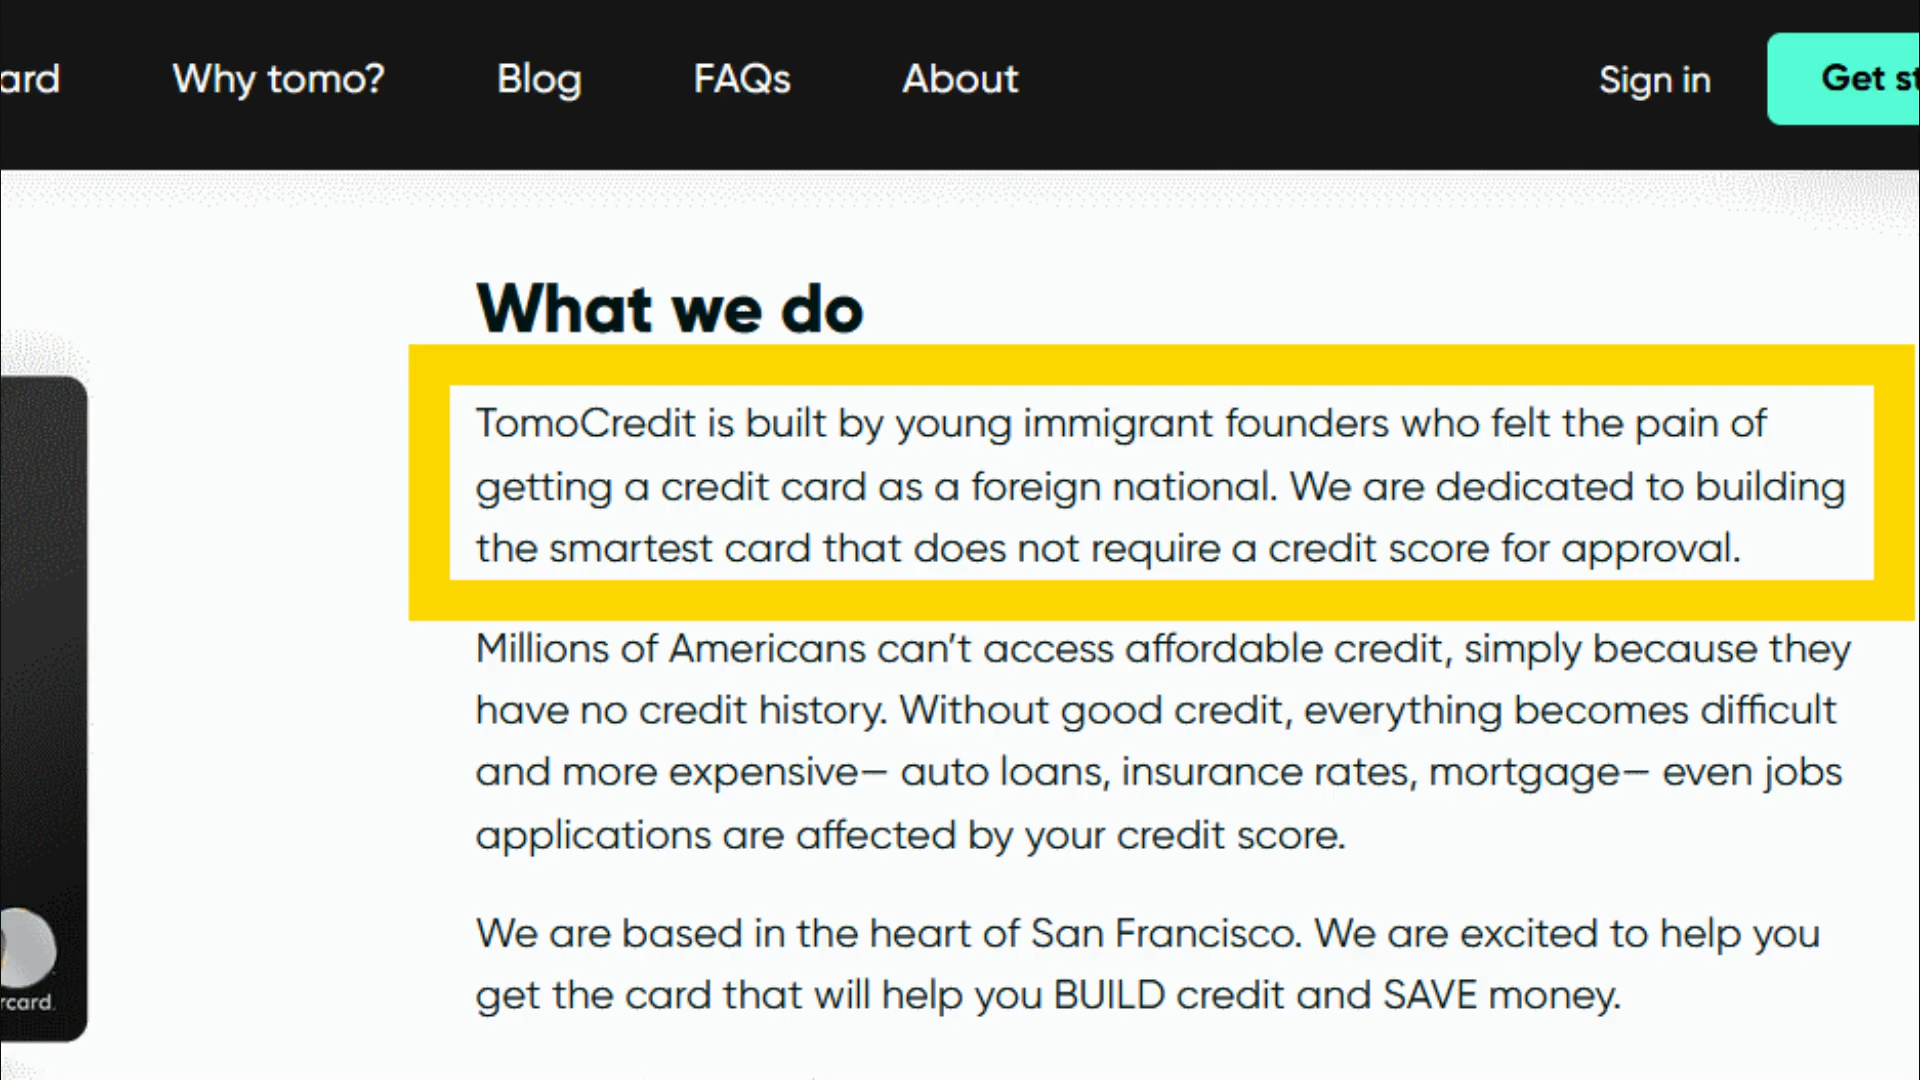 ard Why tomo? Blog FAQs About Sign in Get st
What we do
TomoCredit is built by young immigrant founders who felt the pain of
getting a credit card as a foreign national. We are dedicated to building
the smartest card that does not require a credit score for approval.
Millions of Americans can’t access affordable credit, simply because they
have no credit history. Without good credit, everything becomes difficult
and more expensive— auto loans, insurance rates, mortgage— even jobs
applications are affected by your credit score.
We are based in the heart of San Francisco. We are excited to help you
get the card that will help you BUILD credit and SAVE money.
rcard.